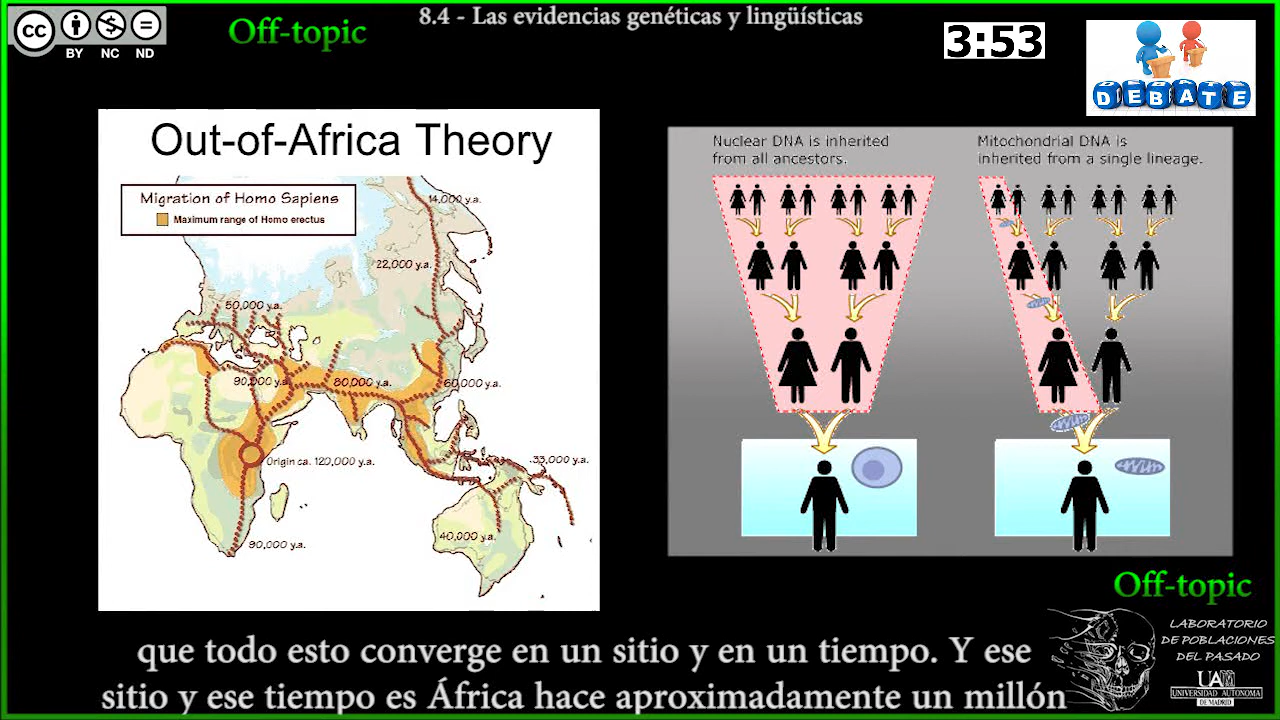 8.4 - Las evidencias genéticas y lingüísticas
Off-topic
cc
BY NC ND
3:53
DEBATE
Out-of-Africa Theory
Migration of Homo Sapiens
Maximum range of Homo erectus
14,000 y.a.
22,000 y.a.
50,000 y.a.
90,000 y.a.
80,000 y.a.
60,000 y.a.
Origin ca. 120,000 y.a.
33,000 y.a.
40,000 y.a.
90,000 y.a.
Nuclear DNA is inherited
from all ancestors.
Mitochondrial DNA is
inherited from a single lineage.
Off-topic
LABORATORIO
DE POBLACIONES
DEL PASADO
UAM
UNIVERSIDAD AUTONOMA
DE MADRID
que todo esto converge en un sitio y en un tiempo. Y ese
sitio y ese tiempo es África hace aproximadamente un millón